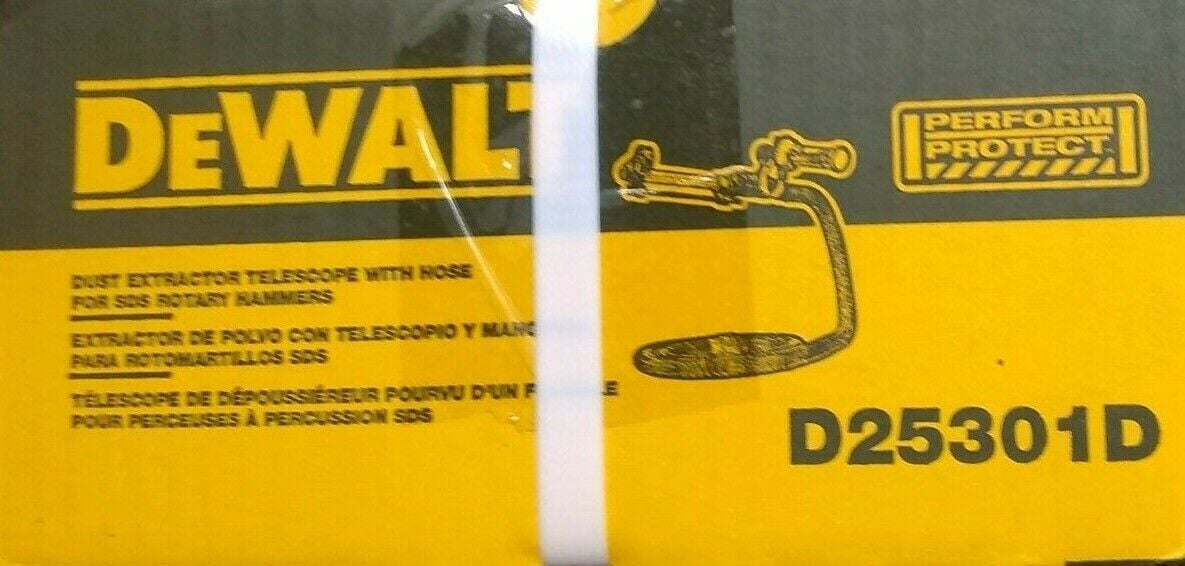 DEWALT
PERFORM
PROTECT
DUST EXTRACTOR TELESCOPE WITH HOSE
FOR SDS ROTARY HAMMERS
EXTRACTOR DE POLVO CON TELESCOPIO Y
PARA ROTOMARTILLOS SDS
TÉLESCOPE DE DÉPOUSSIÉREUR POURVU D'UN
POUR PERCEUSES À PERCUSSION SDS
D25301D